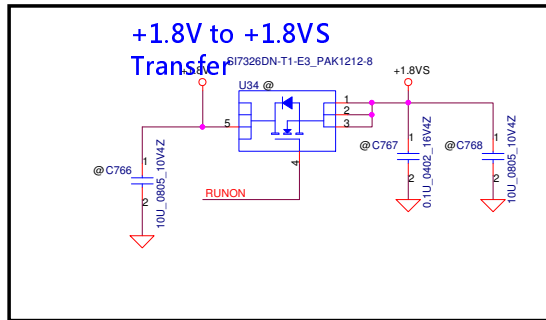 +1.8V to +1.8VS
Transfer
+1.8V
SI7326DN-T1-E3_PAK1212-8
+1.8VS
U34 @
5
1
2
3
4
@ C766
1
2
10U_0805_10V4Z
RUNON
@ C767
1
2
0.1U_0402_16V4Z
@ C768
1
2
10U_0805_10V4Z